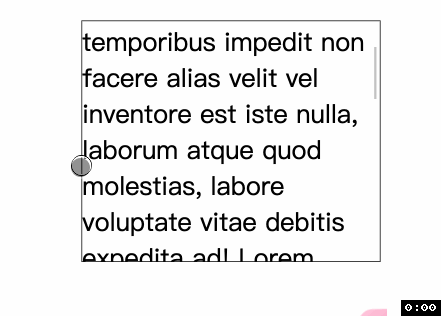 temporibus impedit non
facere alias velit vel
inventore est iste nulla,
laborum atque quod
molestias, labore
voluptate vitae debitis
expedita ad! Lorem
0:00